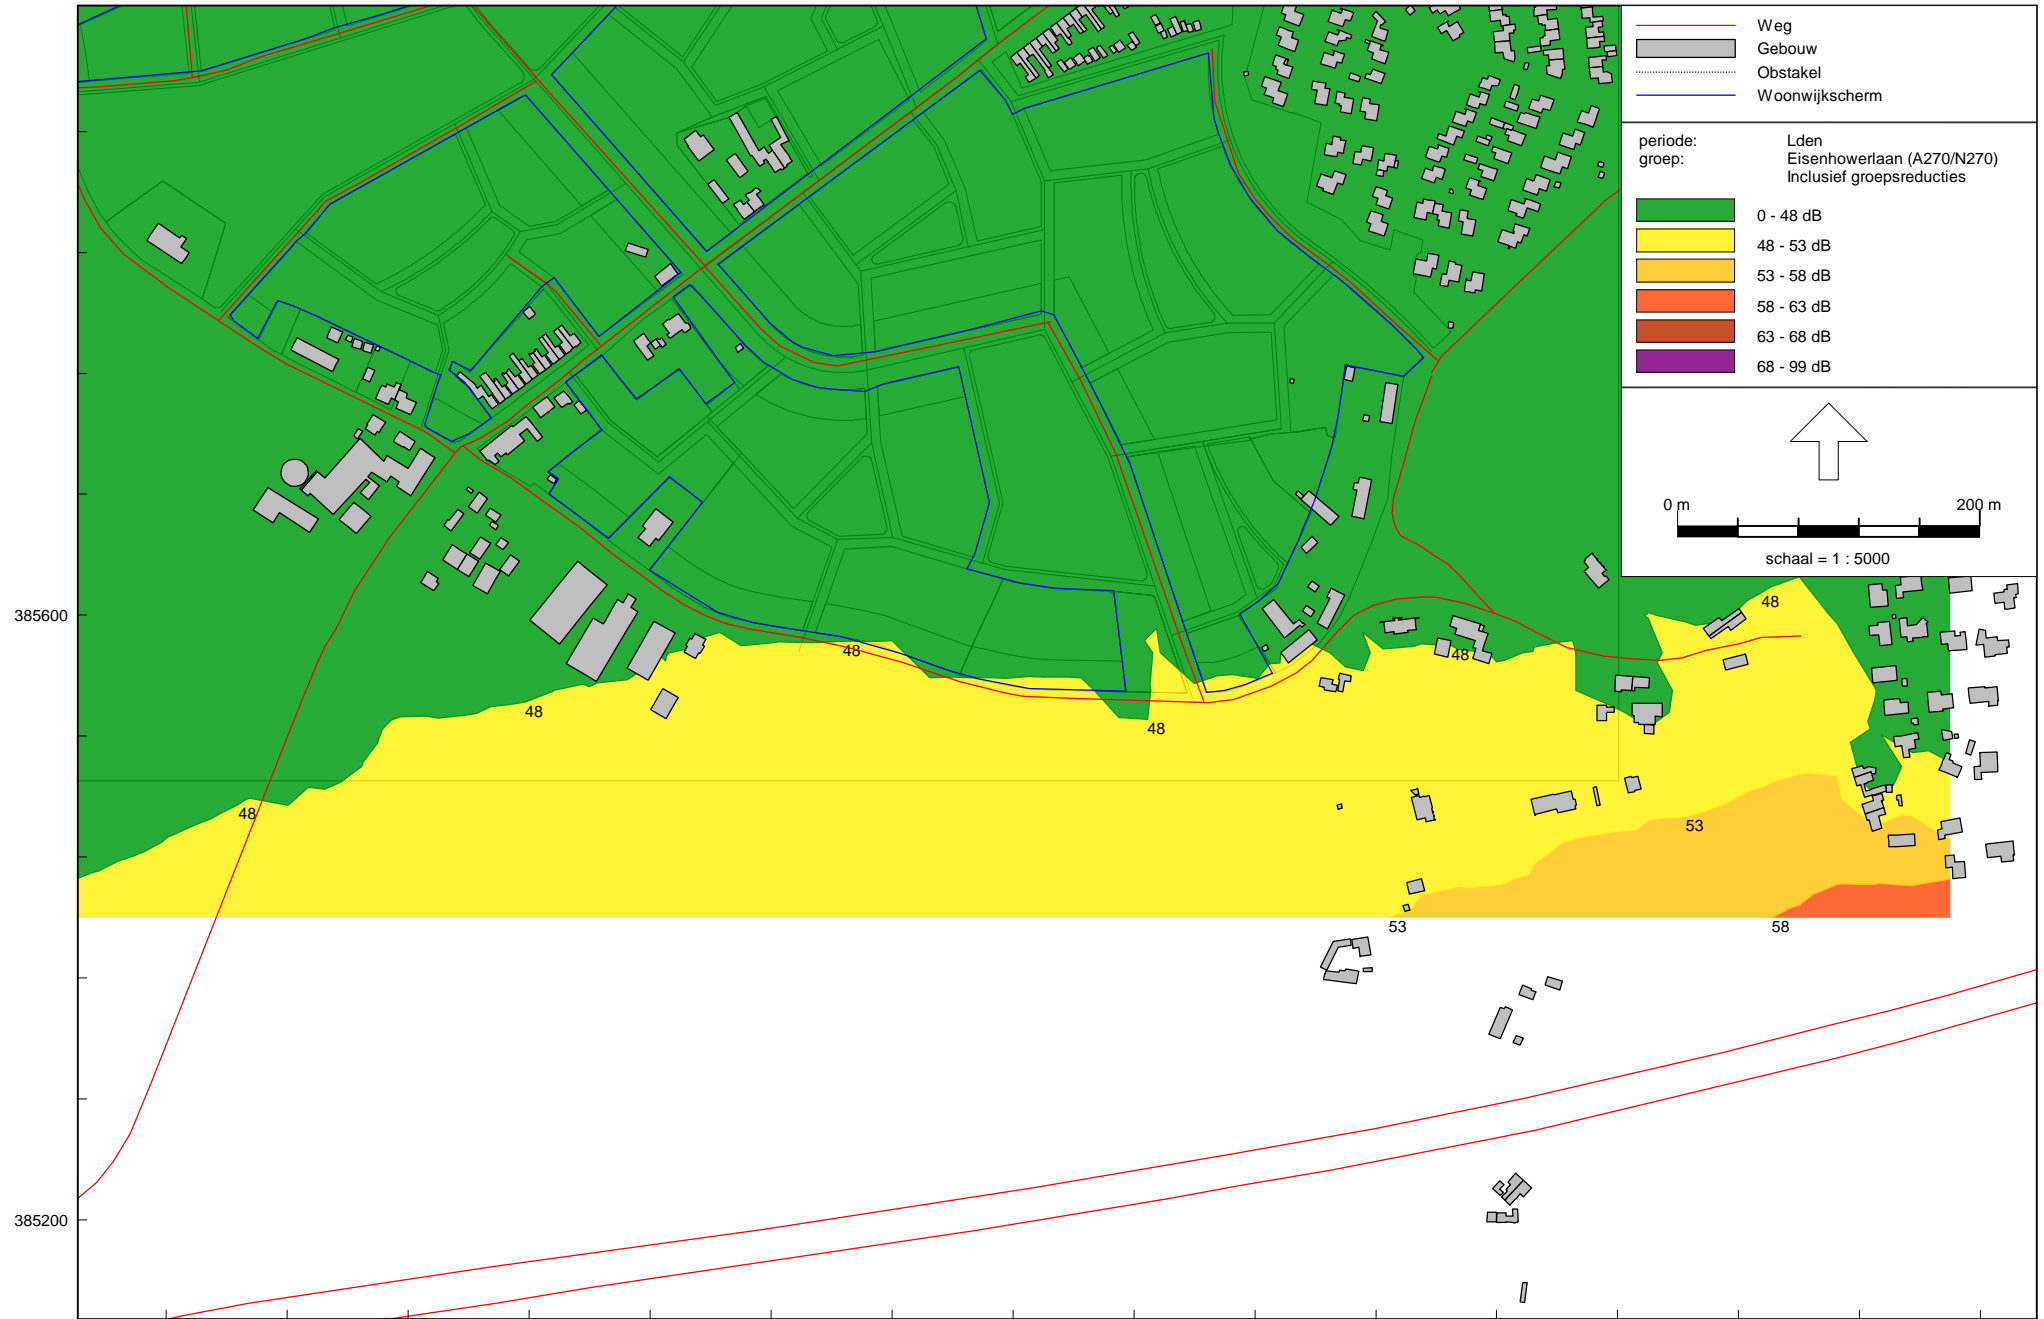 Weg
Gebouw
Obstakel
Woonwijkscherm
periode: Lden
groep: Eisenhowerlaan (A270/N270)
Inclusief groepsreducties
0 - 48 dB
48 - 53 dB
53 - 58 dB
58 - 63 dB
63 - 68 dB
68 - 99 dB
0 m 200 m
schaal = 1 : 5000
48
385600
48
48
48
48
48
53
53
58
385200